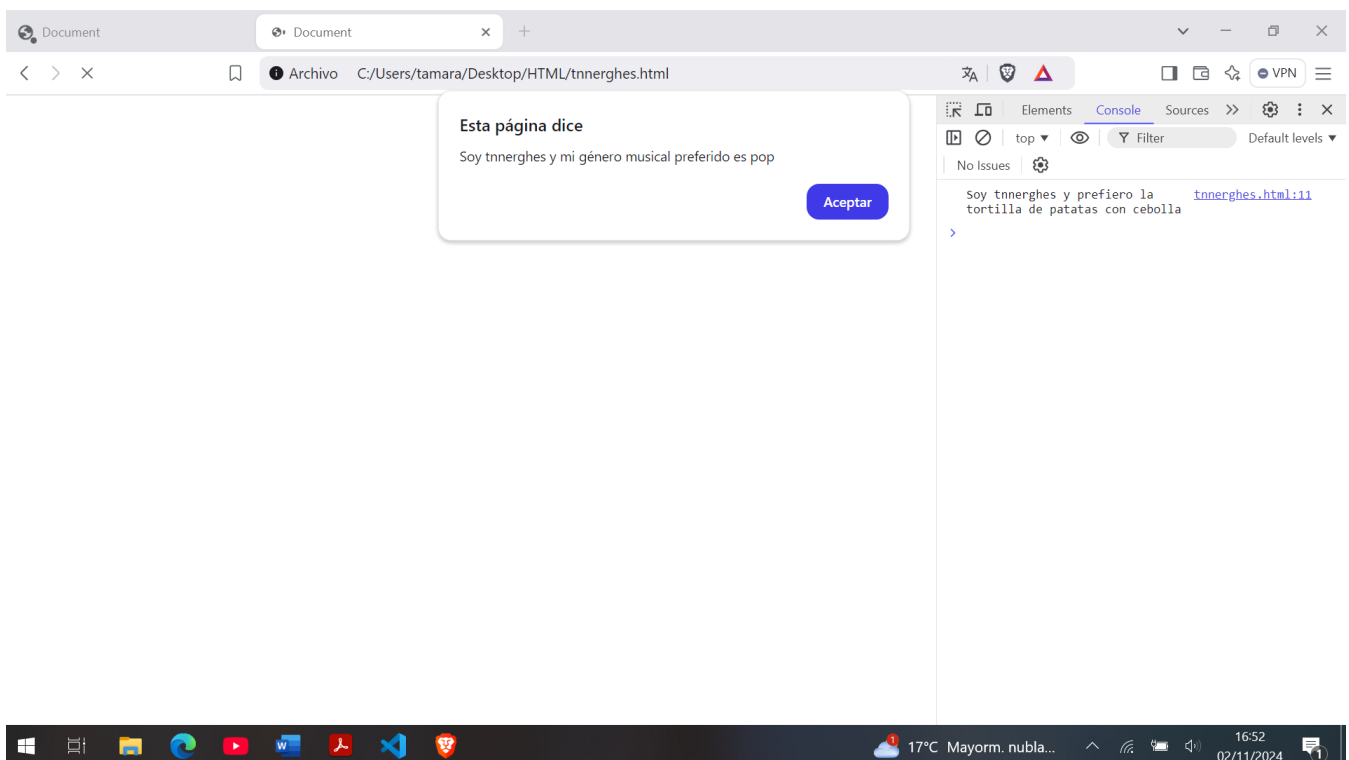 Document
Document
Archivo C:/Users/tamara/Desktop/HTML/tnnerghes.html
VPN
Esta página dice
Soy tnnerghes y mi género musical preferido es pop
Aceptar
Elements Console Sources
top Filter Default levels
No Issues
Soy tnnerghes y prefiero la tnnerghes.html:11
tortilla de patatas con cebolla
1
17°C Mayorm. nubla...
16:52
02/11/2024
1